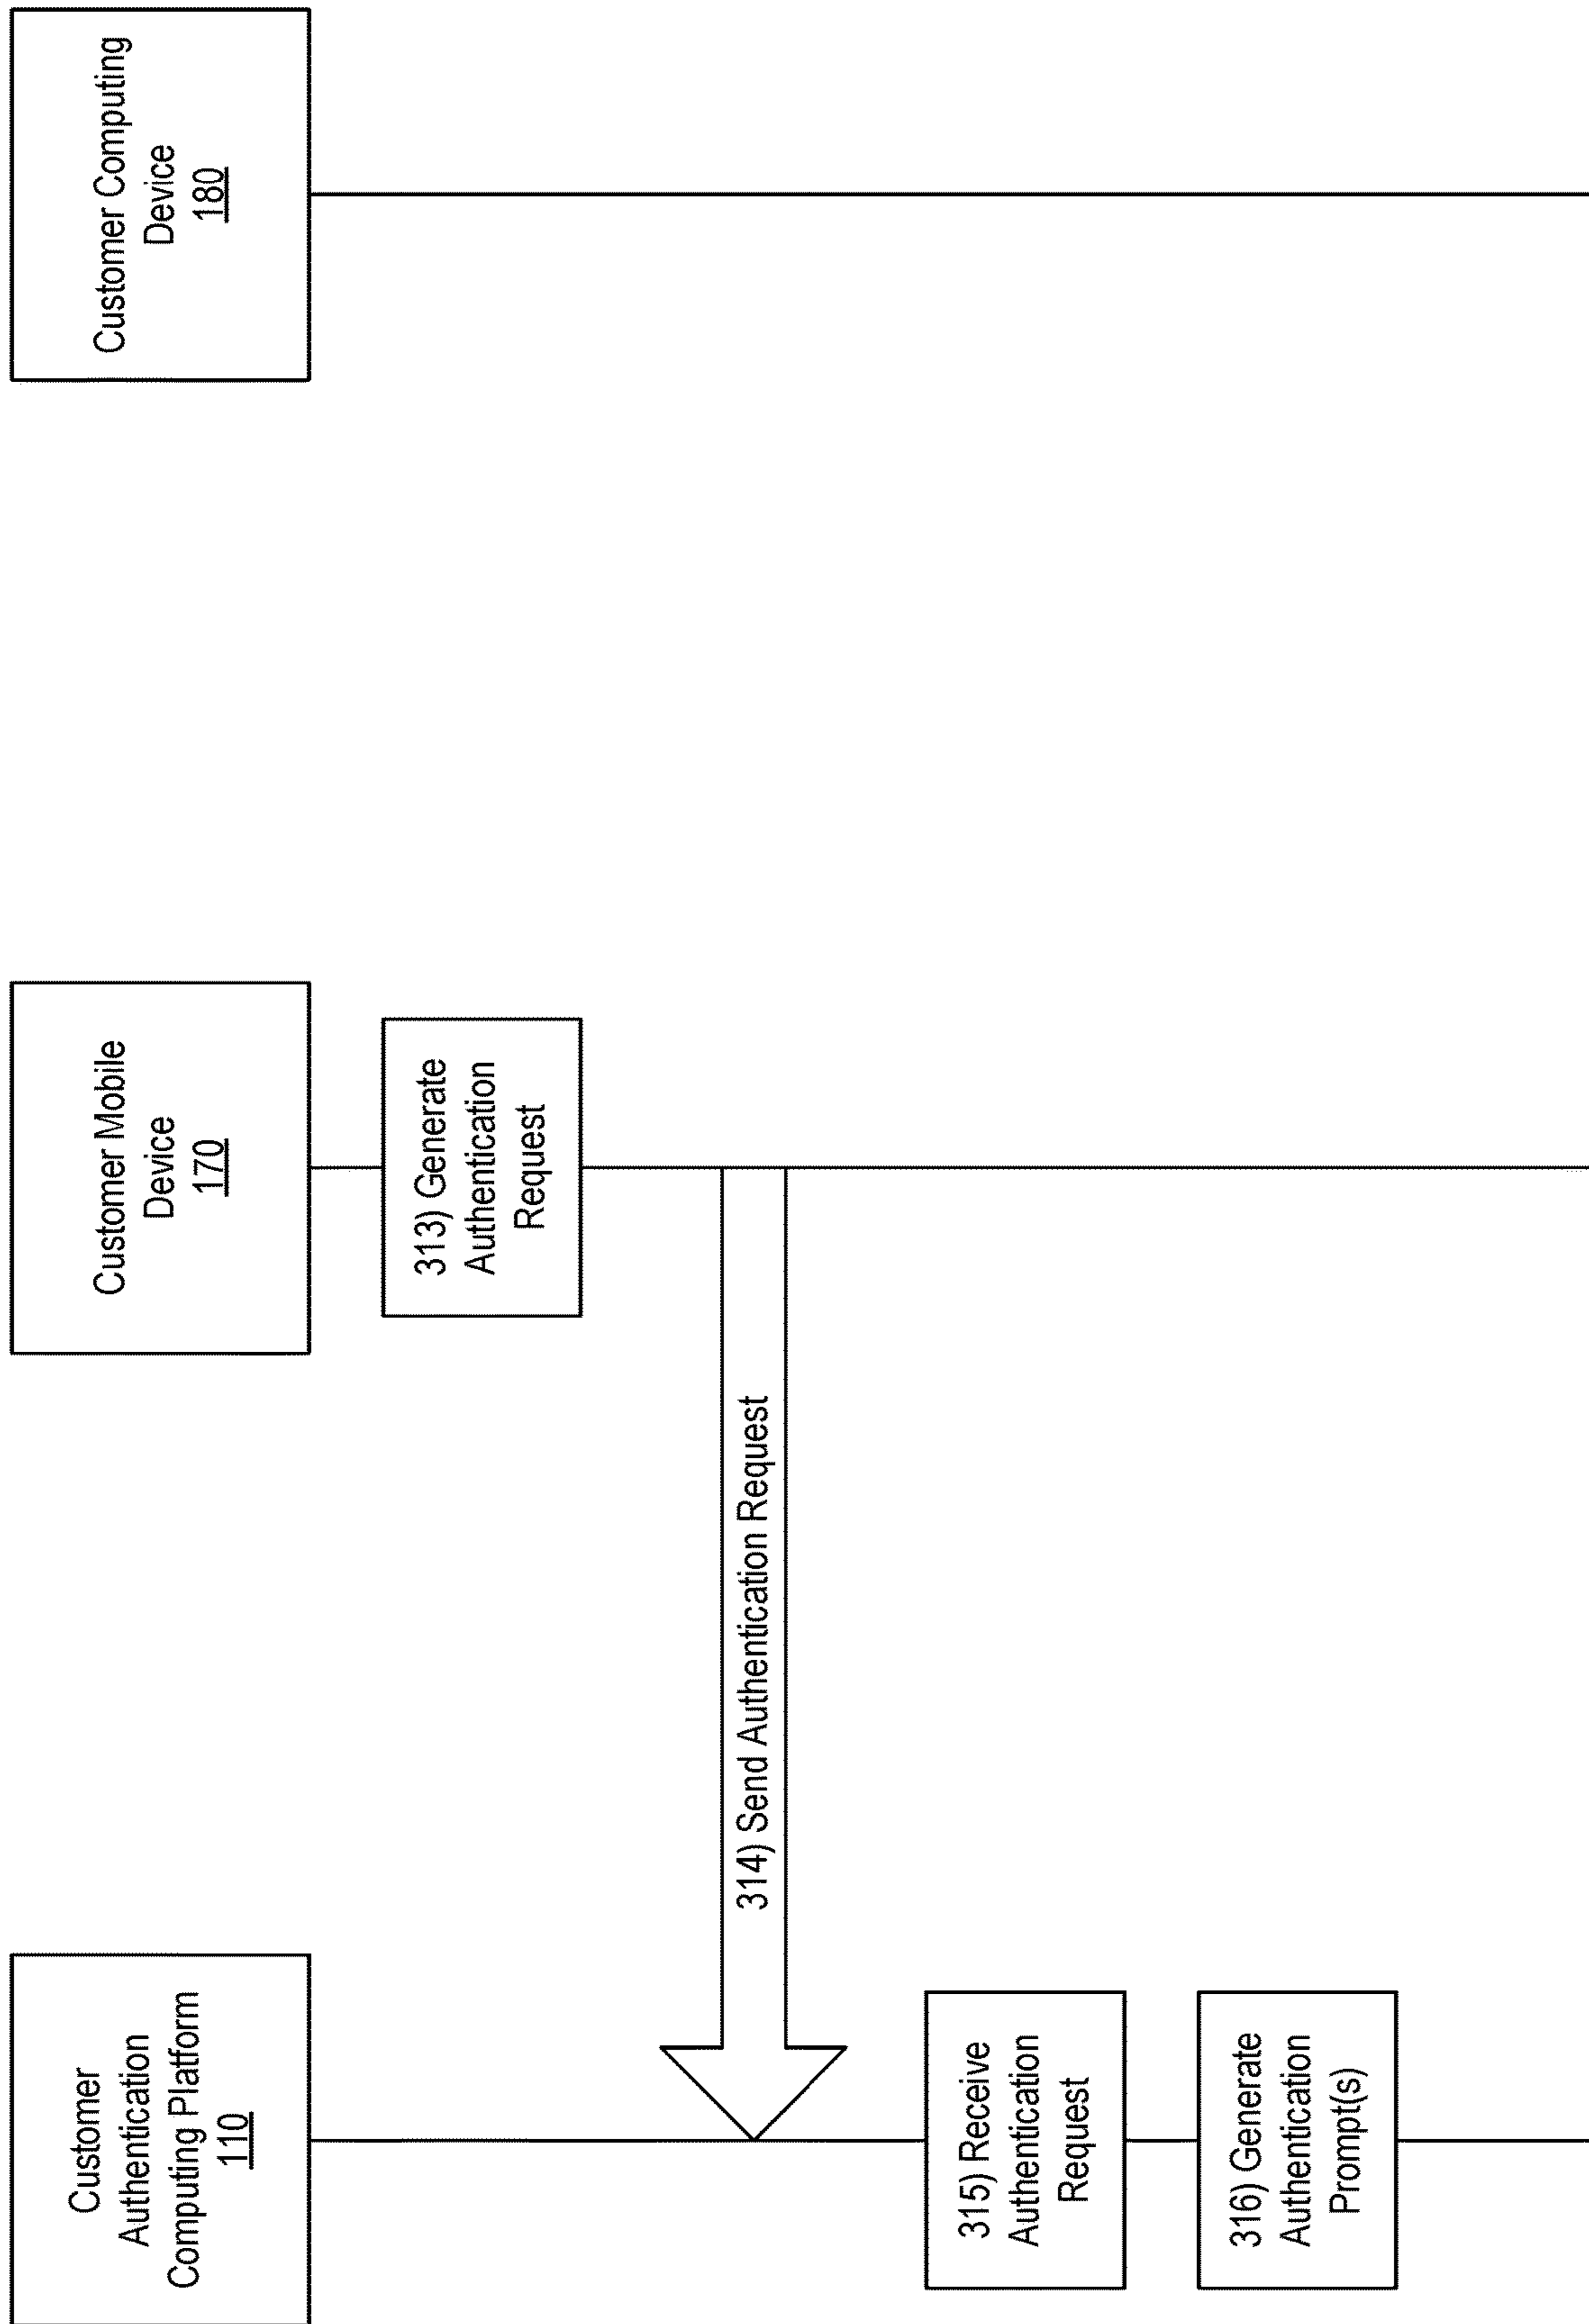 Customer
Authentication
Computing Platform
110
Customer Mobile
Device
170
Customer Computing
Device
180
313) Generate
Authentication
Request
314) Send Authentication Request
315) Receive
Authentication
Request
316) Generate
Authentication
Prompt(s)